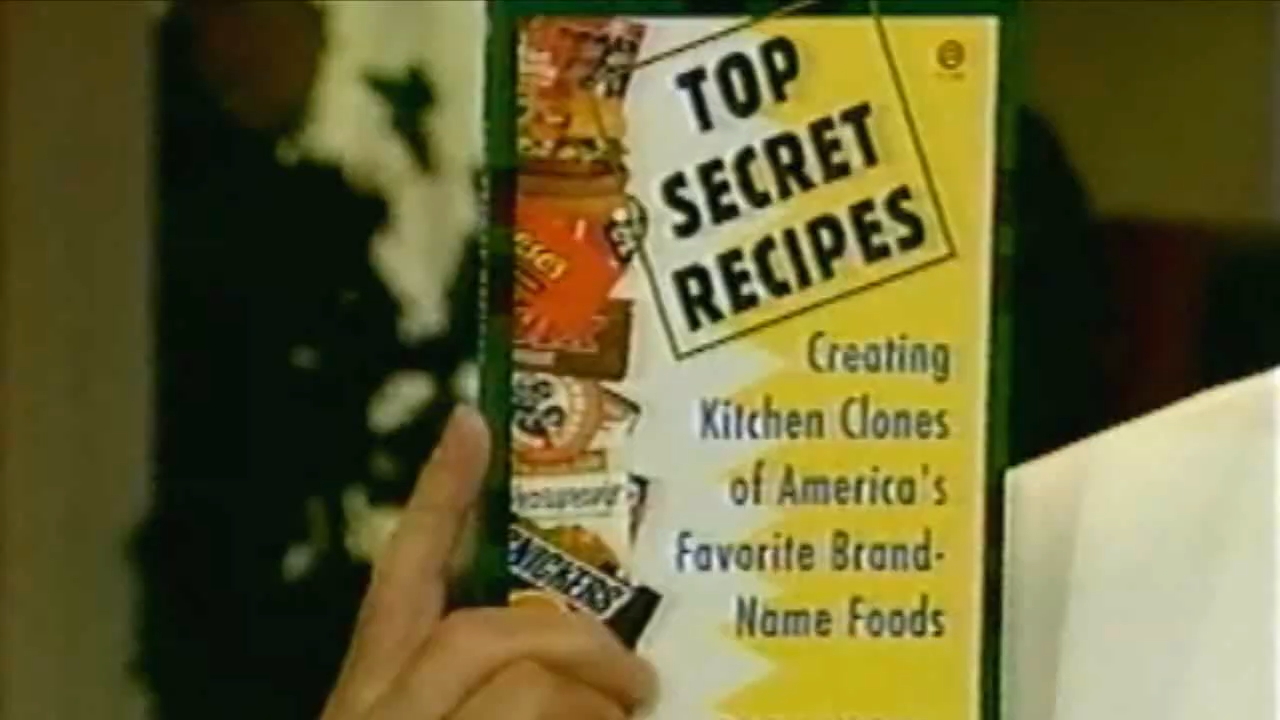 TOP
SECRET
RECIPES
Creating
Kitchen Clones
of America's
Favorite Brand-
Name Foods
SNICKERS